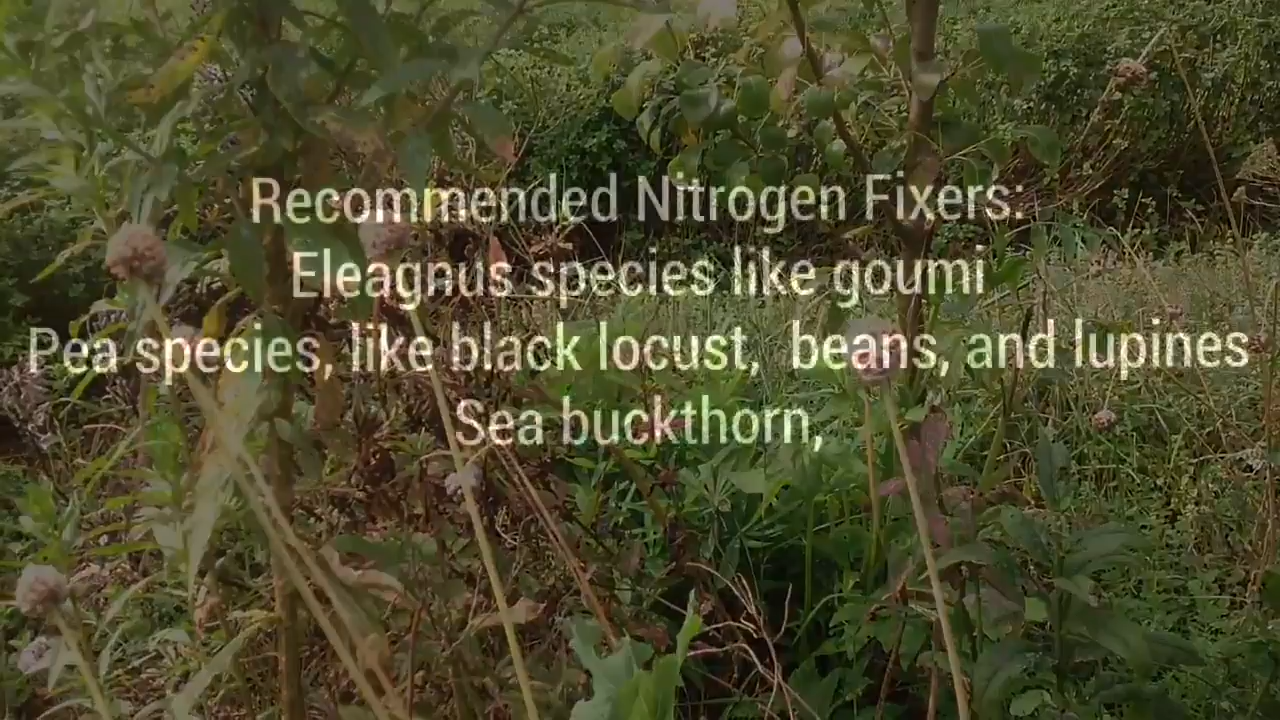 Recommended Nitrogen Fixers:
Eleagnus species like goumi
Pea species, like black locust,  beans, and lupines
Sea buckthorn,